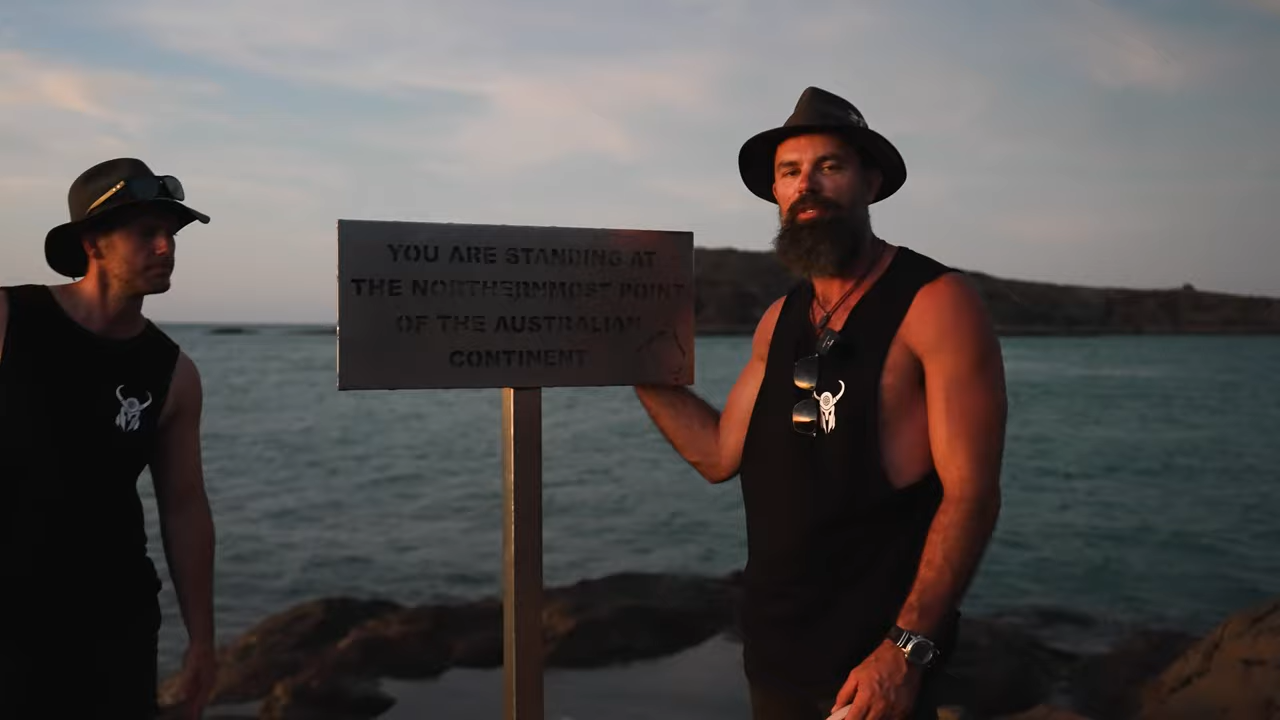 YOU ARE STANDING AT
THE NORTHERNMOST POINT
OF THE AUSTRALIAN
CONTINENT